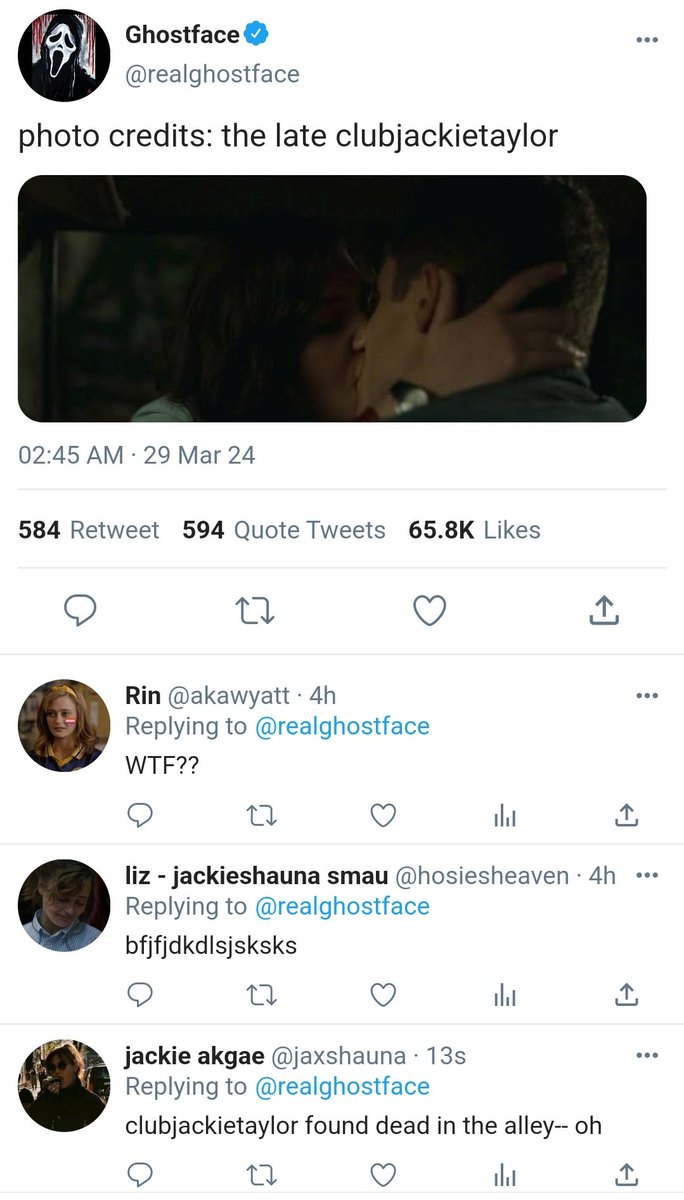 Ghostface
@realghostface
photo credits: the late clubjackietaylor
02:45 AM · 29 Mar 24
584 Retweet 594 Quote Tweets 65.8K Likes
Rin @akawyatt · 4h
Replying to @realghostface
WTF??
liz - jackieshauna smau @hosiesheaven · 4h
Replying to @realghostface
bfjfjdkdlsjsksks
jackie akgae @jaxshauna · 13s
Replying to @realghostface
clubjackietaylor found dead in the alley-- oh